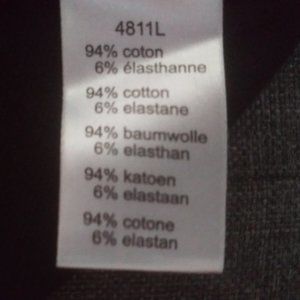 4811L
94% coton
6% élasthanne
94% cotton
6% elastane
94% baumwolle
6% elasthan
94% katoen
6% elastaan
94% cotone
6% elastan